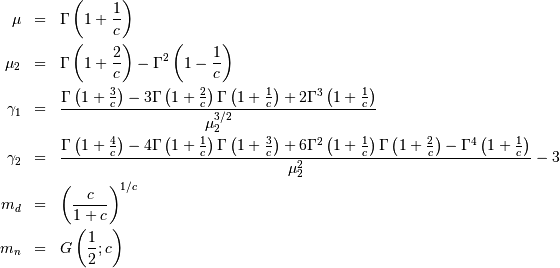 μ = Γ(1 + 1/c)
μ₂ = Γ(1 + 2/c) − Γ²(1 − 1/c)
γ₁ = (Γ(1 + 3/c) − 3Γ(1 + 2/c)Γ(1 + 1/c) + 2Γ³(1 + 1/c)) / μ₂^{3/2}
γ₂ = (Γ(1 + 4/c) − 4Γ(1 + 1/c)Γ(1 + 3/c) + 6Γ²(1 + 1/c)Γ(1 + 2/c) − Γ⁴(1 + 1/c)) / μ₂² − 3
m_d = (c/(1 + c))^{1/c}
m_n = G(1/2; c)